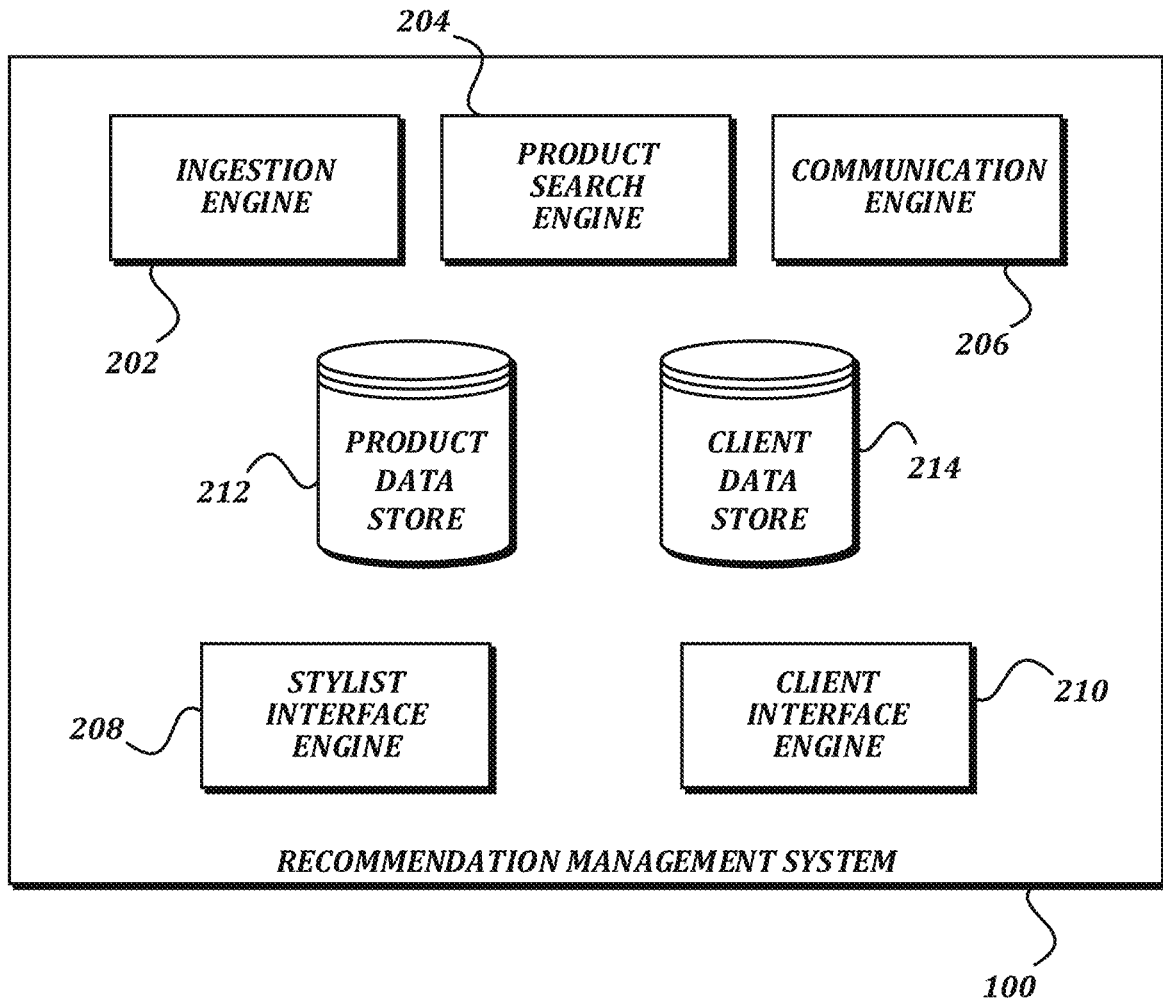 204
INGESTION
ENGINE
PRODUCT
SEARCH
ENGINE
COMMUNICATION
ENGINE
202
206
PRODUCT
DATA
STORE
CLIENT
DATA
STORE
212
214
STYLIST
INTERFACE
ENGINE
CLIENT
INTERFACE
ENGINE
208
210
RECOMMENDATION MANAGEMENT SYSTEM
100